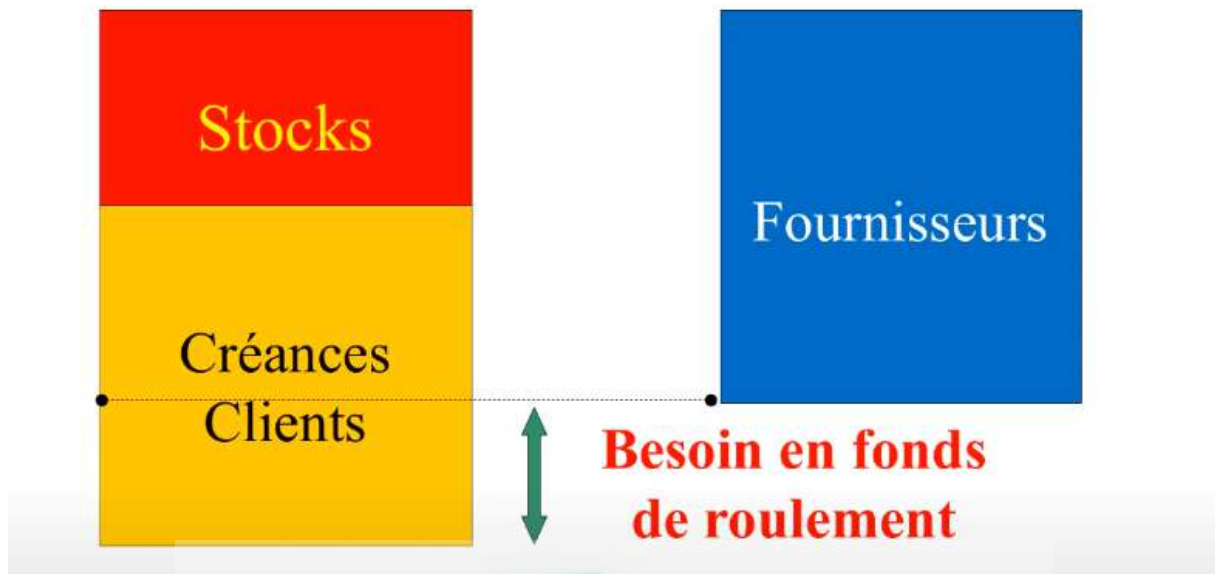 Stocks
Fournisseurs
Créances
Clients
Besoin en fonds
de roulement